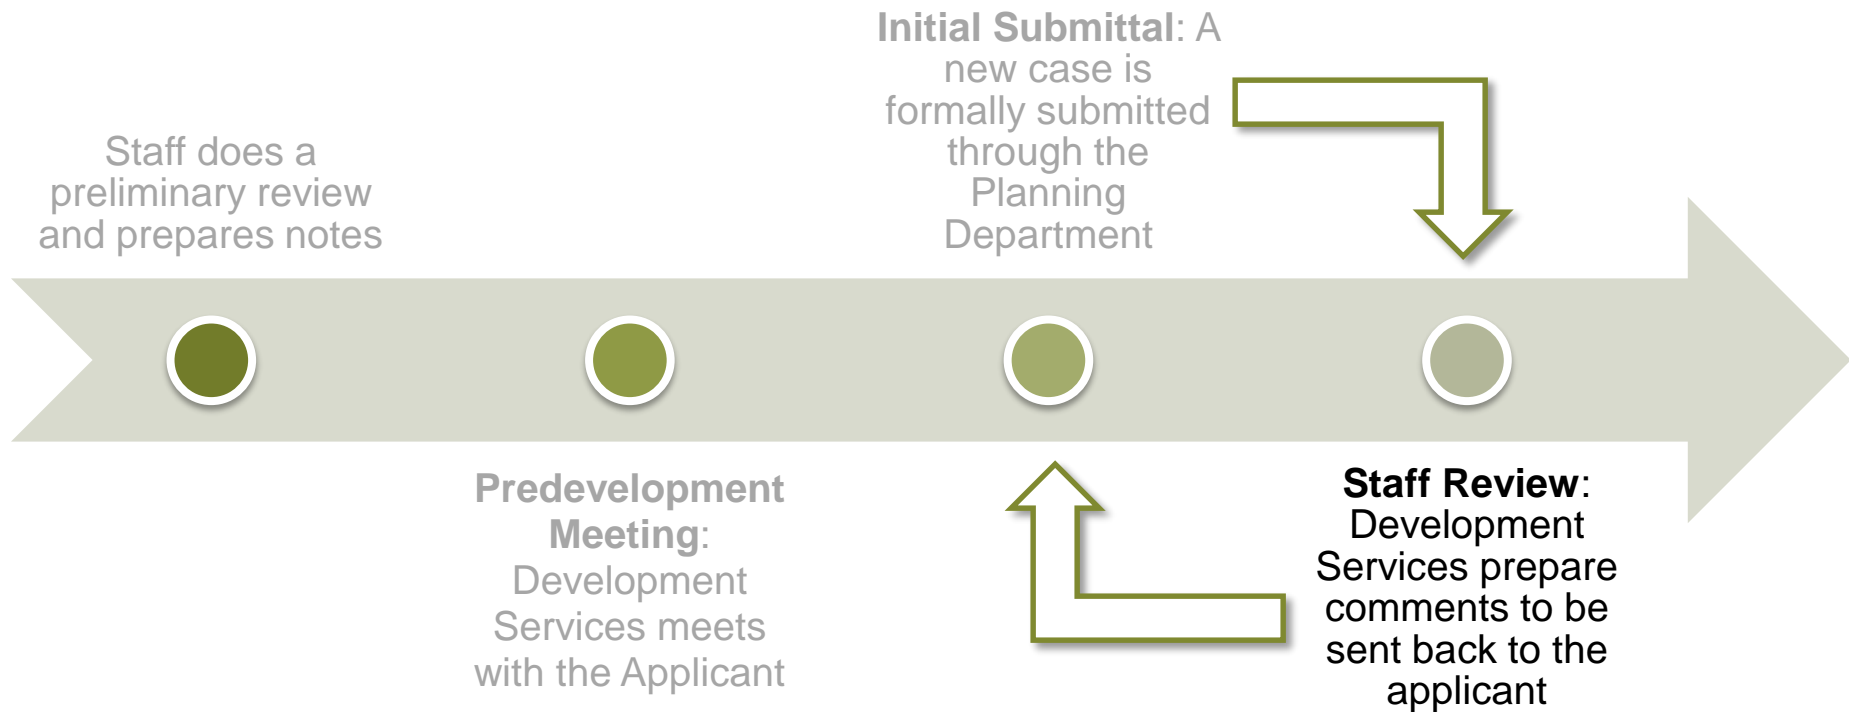 Staff does a
preliminary review
and prepares notes
Predevelopment
Meeting:
Development
Services meets
with the Applicant
Initial Submittal: A
new case is
formally submitted
through the
Planning
Department
Staff Review:
Development
Services prepare
comments to be
sent back to the
applicant